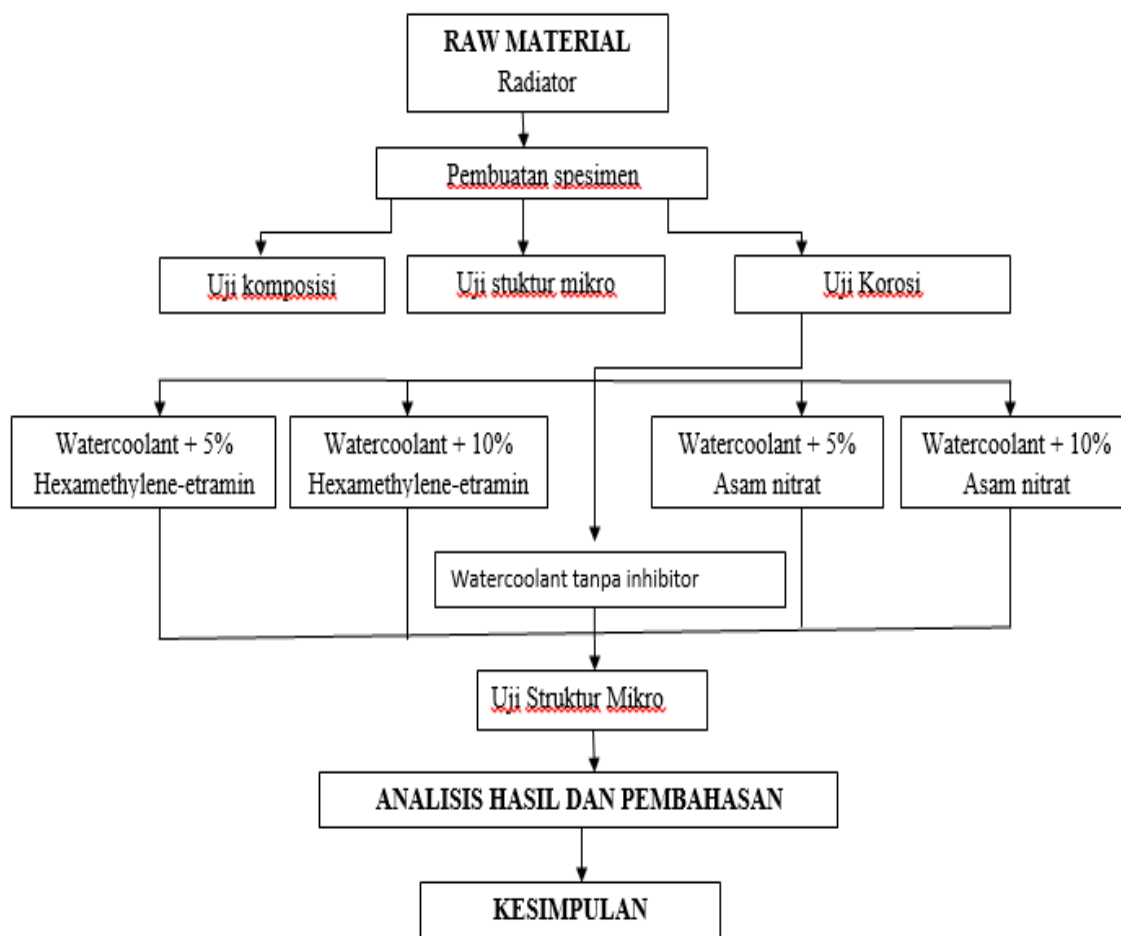 RAW MATERIAL
Radiator
Pembuatan spesimen
Uji komposisi
Uji stuktur mikro
Uji Korosi
Watercoolant + 5%
Hexamethylene-etramin
Watercoolant + 10%
Hexamethylene-etramin
Watercoolant + 5%
Asam nitrat
Watercoolant + 10%
Asam nitrat
Watercoolant tanpa inhibitor
Uji Struktur Mikro
ANALISIS HASIL DAN PEMBAHASAN
KESIMPULAN